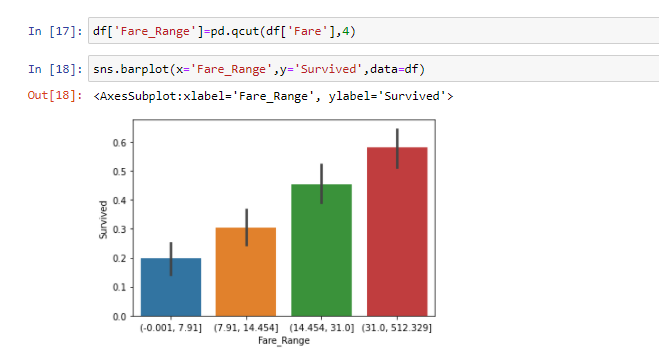 In [17]: df['Fare_Range']=pd.qcut(df['Fare'],4)
In [18]: sns.barplot(x='Fare_Range',y='Survived',data=df)
Out[18]: <AxesSubplot:xlabel='Fare_Range', ylabel='Survived'>
0.6
0.5
0.4
0.3
0.2
0.1
0.0
Survived
(-0.001, 7.91] (7.91, 14.454] (14.454, 31.0] (31.0, 512.329]
Fare_Range